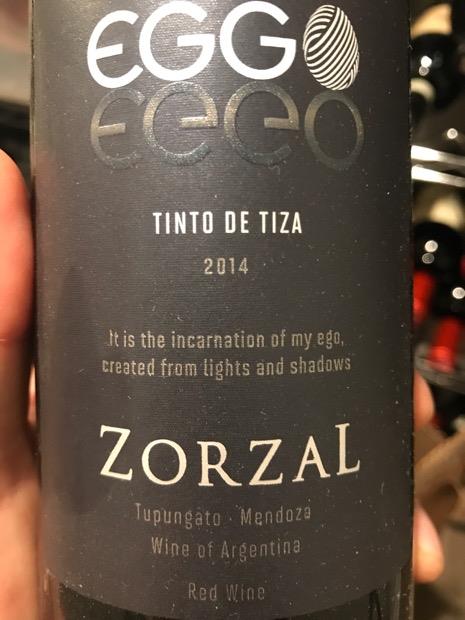 EGGO
TINTO DE TIZA
2014
It is the incarnation of my ego,
created from lights and shadows
ZORZAL
Tupungato · Mendoza
Wine of Argentina
Red Wine